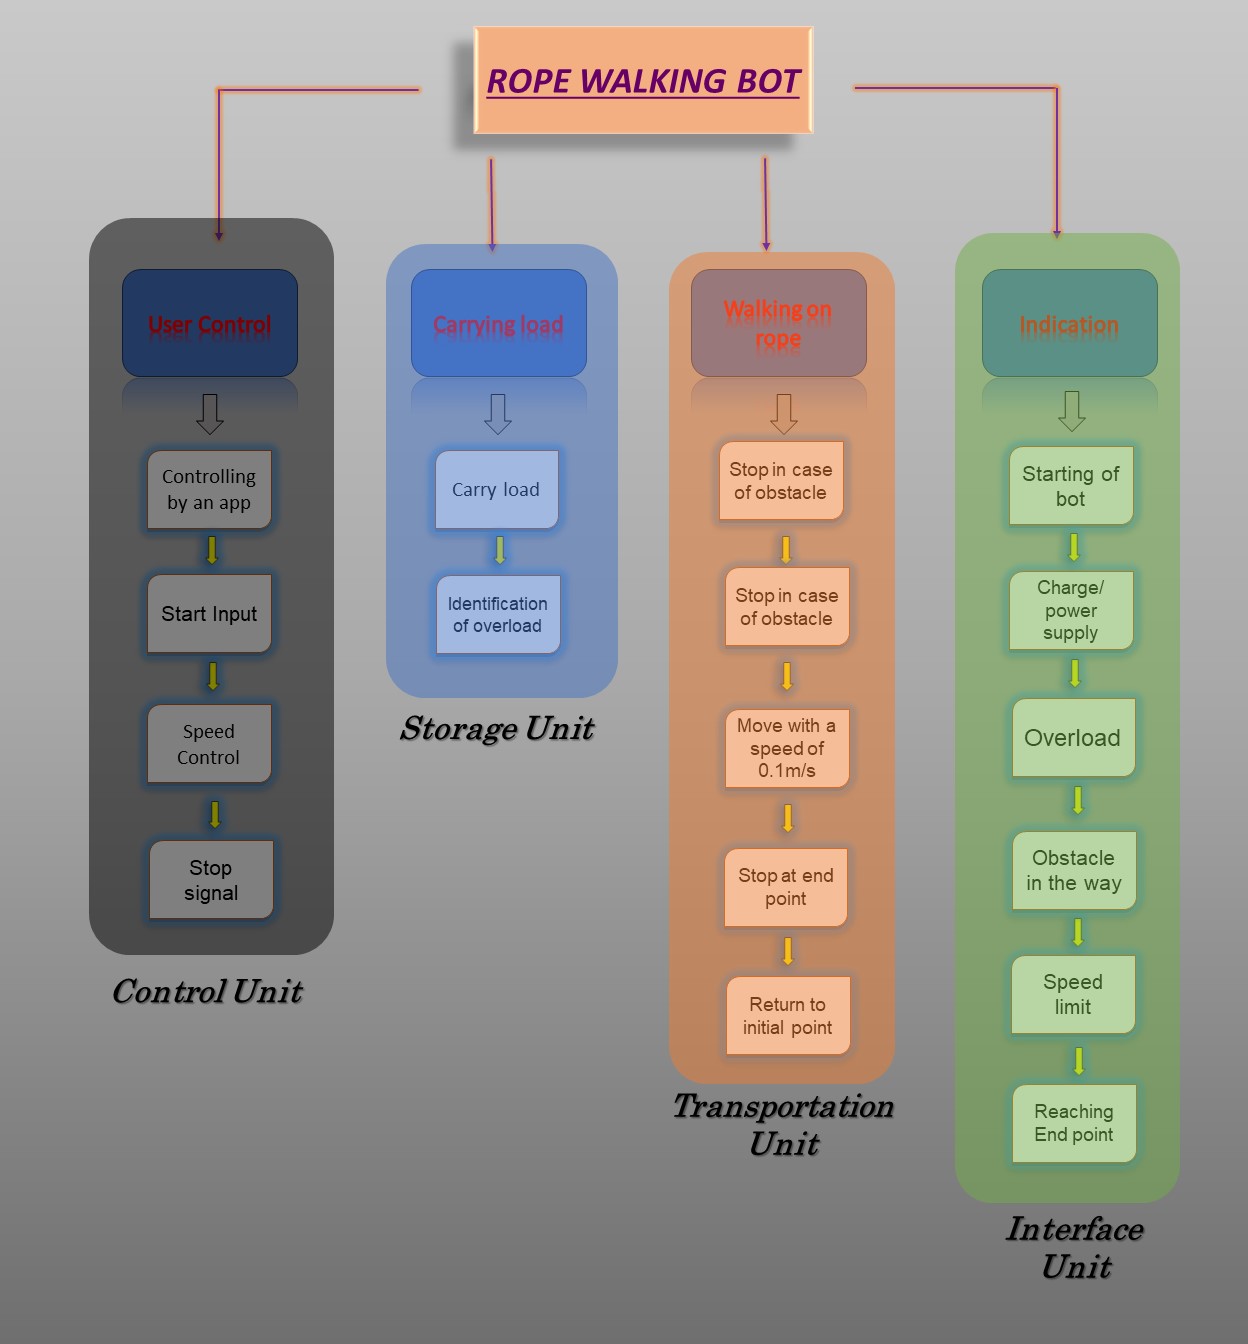 ROPE WALKING BOT
User Control
Controlling
by an app
Start Input
Speed
Control
Stop
signal
Control Unit
Carrying load
Carry load
Identification
of overload
Storage Unit
Walking on
rope
Stop in case
of obstacle
Stop in case
of obstacle
Move with a
speed of
0.1m/s
Stop at end
point
Return to
initial point
Transportation
Unit
Indication
Starting of
bot
Charge/
power
supply
Overload
Obstacle
in the way
Speed
limit
Reaching
End point
Interface
Unit